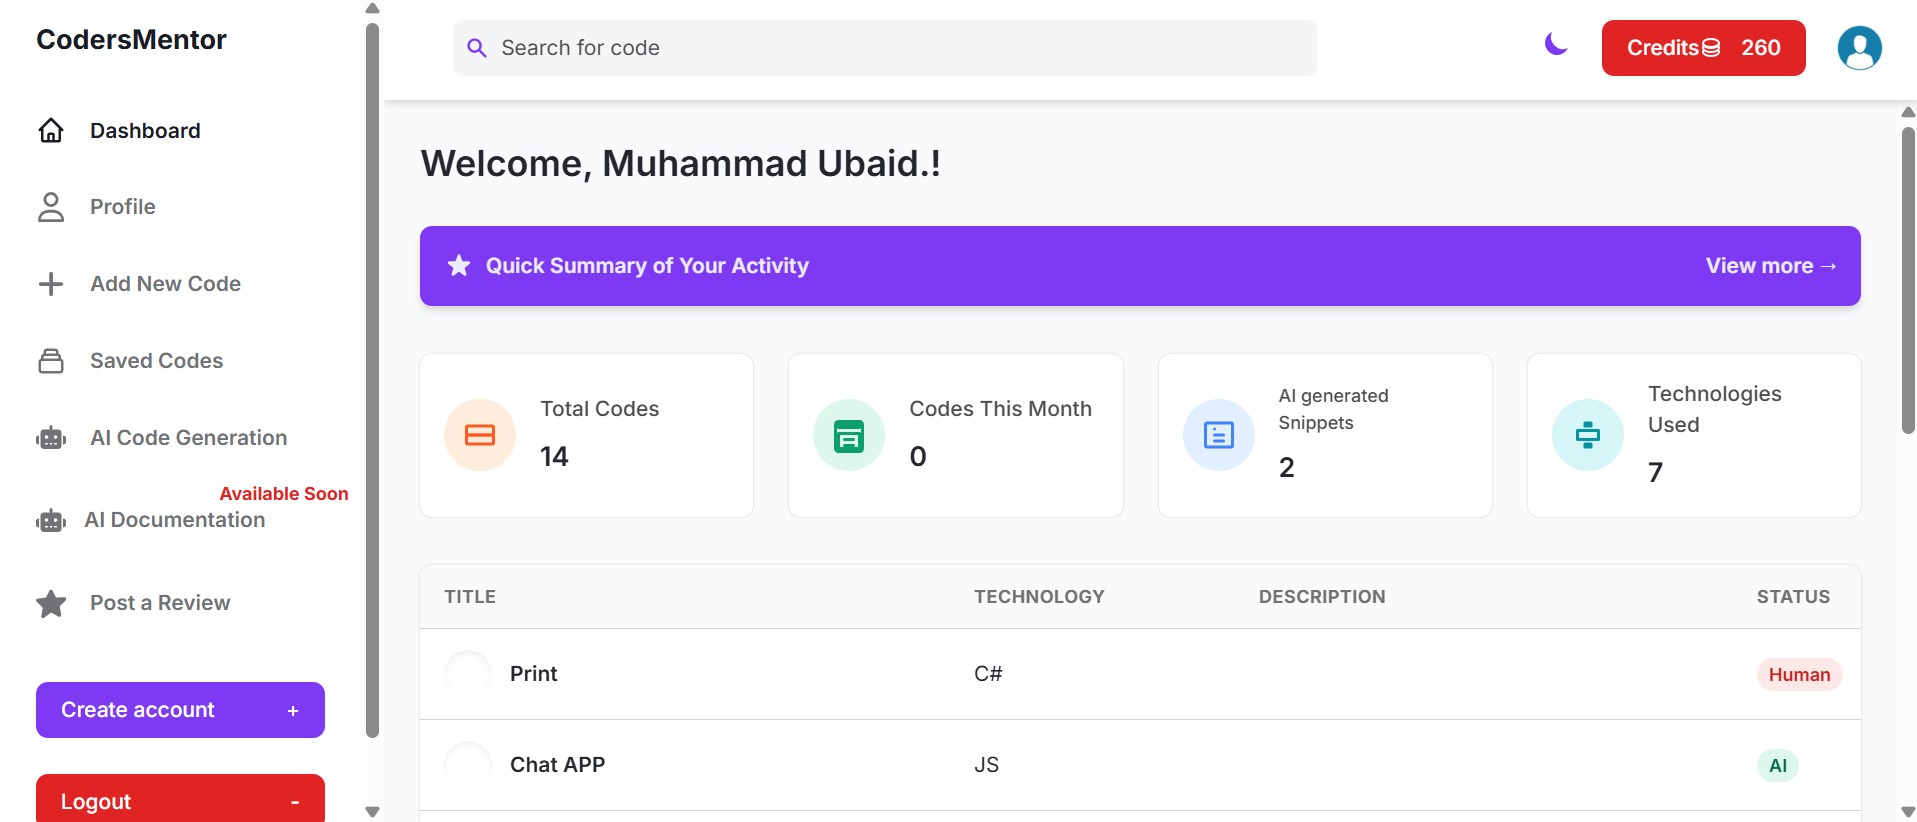 CodersMentor
Dashboard
Profile
Add New Code
Saved Codes
AI Code Generation
Available Soon
AI Documentation
Post a Review
Create account +
Logout -
Search for code
Credits 260
Welcome, Muhammad Ubaid.!
Quick Summary of Your Activity
View more →
Total Codes
14
Codes This Month
0
AI generated
Snippets
2
Technologies
Used
7
TITLE TECHNOLOGY DESCRIPTION STATUS
Print C# Human
Chat APP JS AI